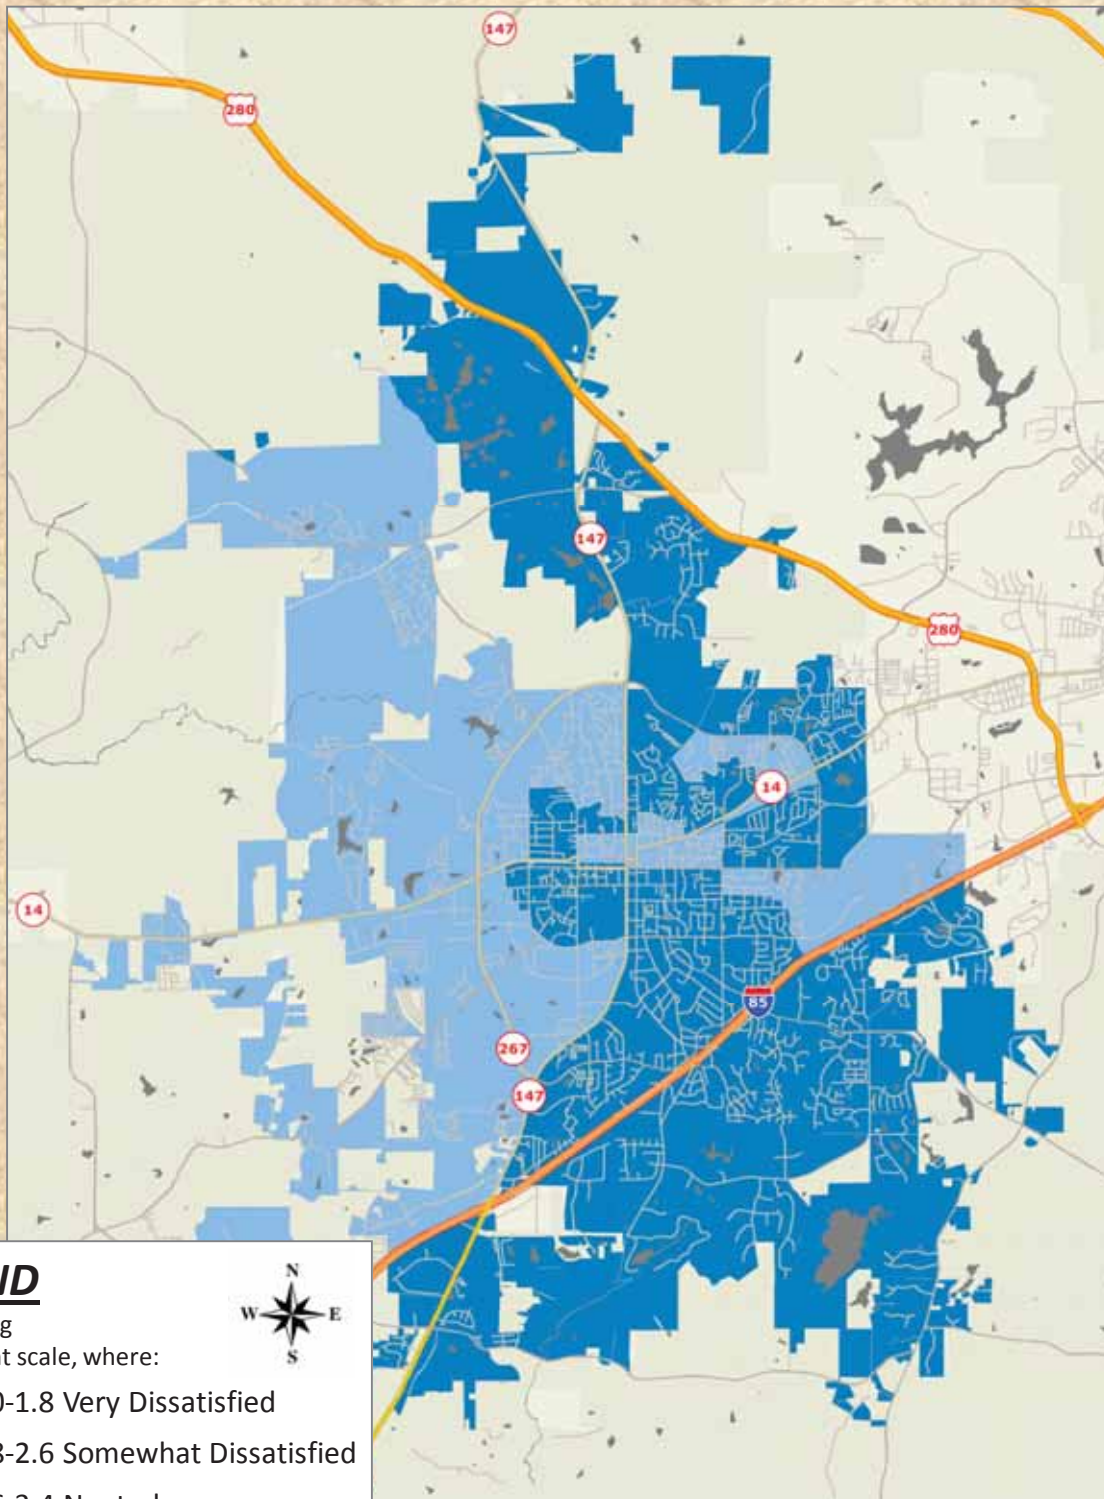 147
280
147
280
14
14
85
267
147
N
W E
S
at scale, where:
0-1.8 Very Dissatisfied
8-2.6 Somewhat Dissatisfied